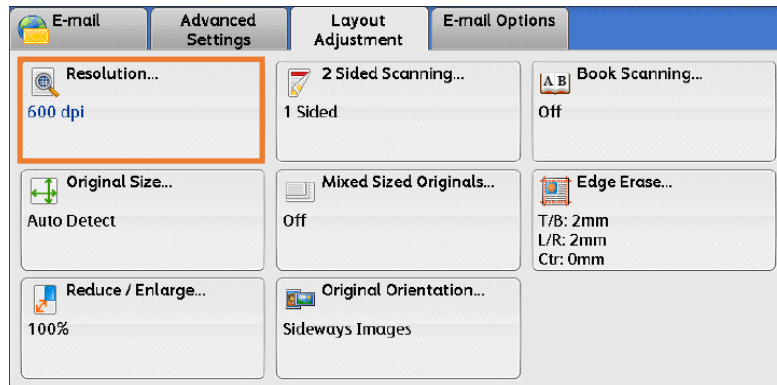 E-mail
Advanced
Settings
Layout
Adjustment
E-mail Options
Resolution...
600 dpi
2 Sided Scanning...
1 Sided
A B
Book Scanning...
Off
Original Size...
Auto Detect
Mixed Sized Originals...
Off
Edge Erase...
T/B: 2mm
L/R: 2mm
Ctr: 0mm
Reduce / Enlarge...
100%
Original Orientation...
Sideways Images